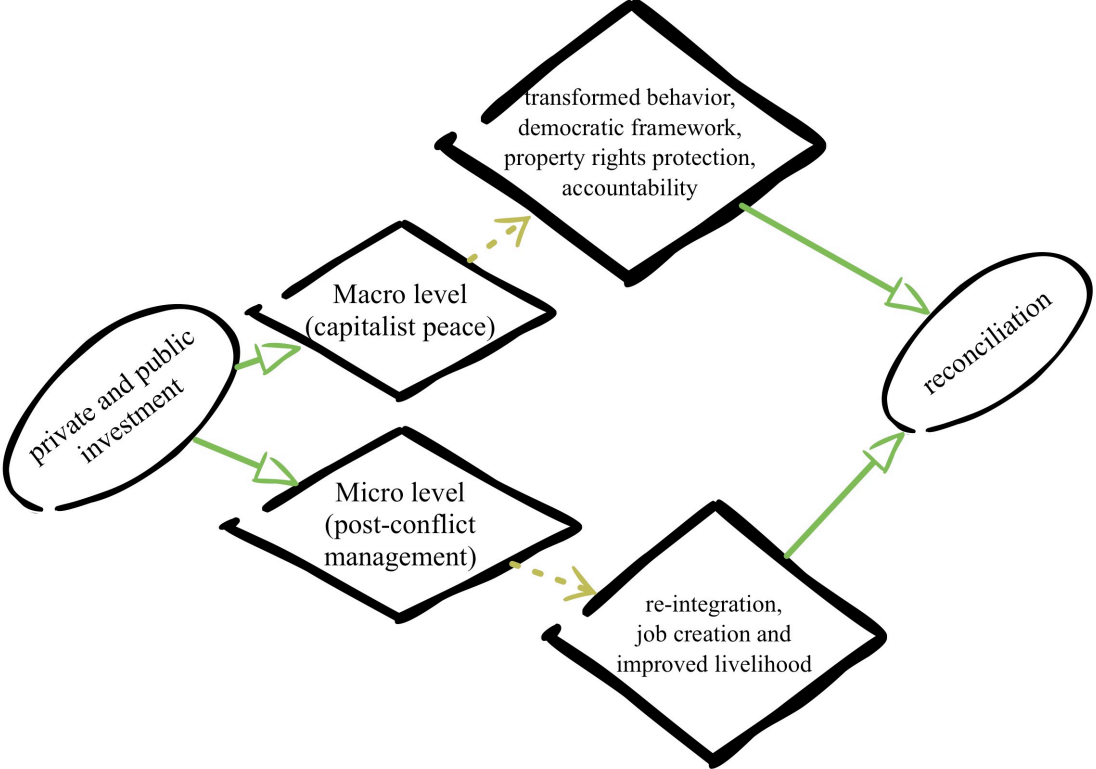 transformed behavior,
democratic framework,
property rights protection,
accountability
Macro level
(capitalist peace)
private and public
investment
reconciliation
Micro level
(post-conflict
management)
re-integration,
job creation and
improved livelihood